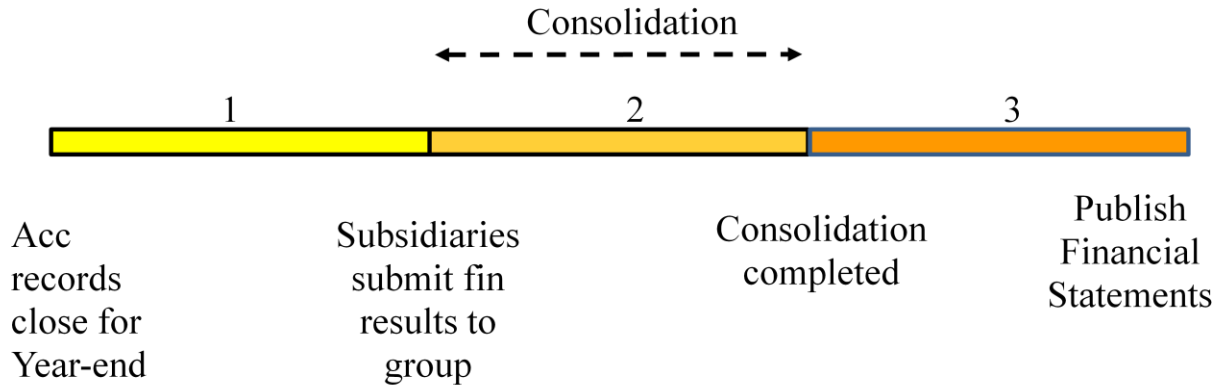 Consolidation
1
2
3
Acc
records
close for
Year-end
Subsidiaries
submit fin
results to
group
Consolidation
completed
Publish
Financial
Statements